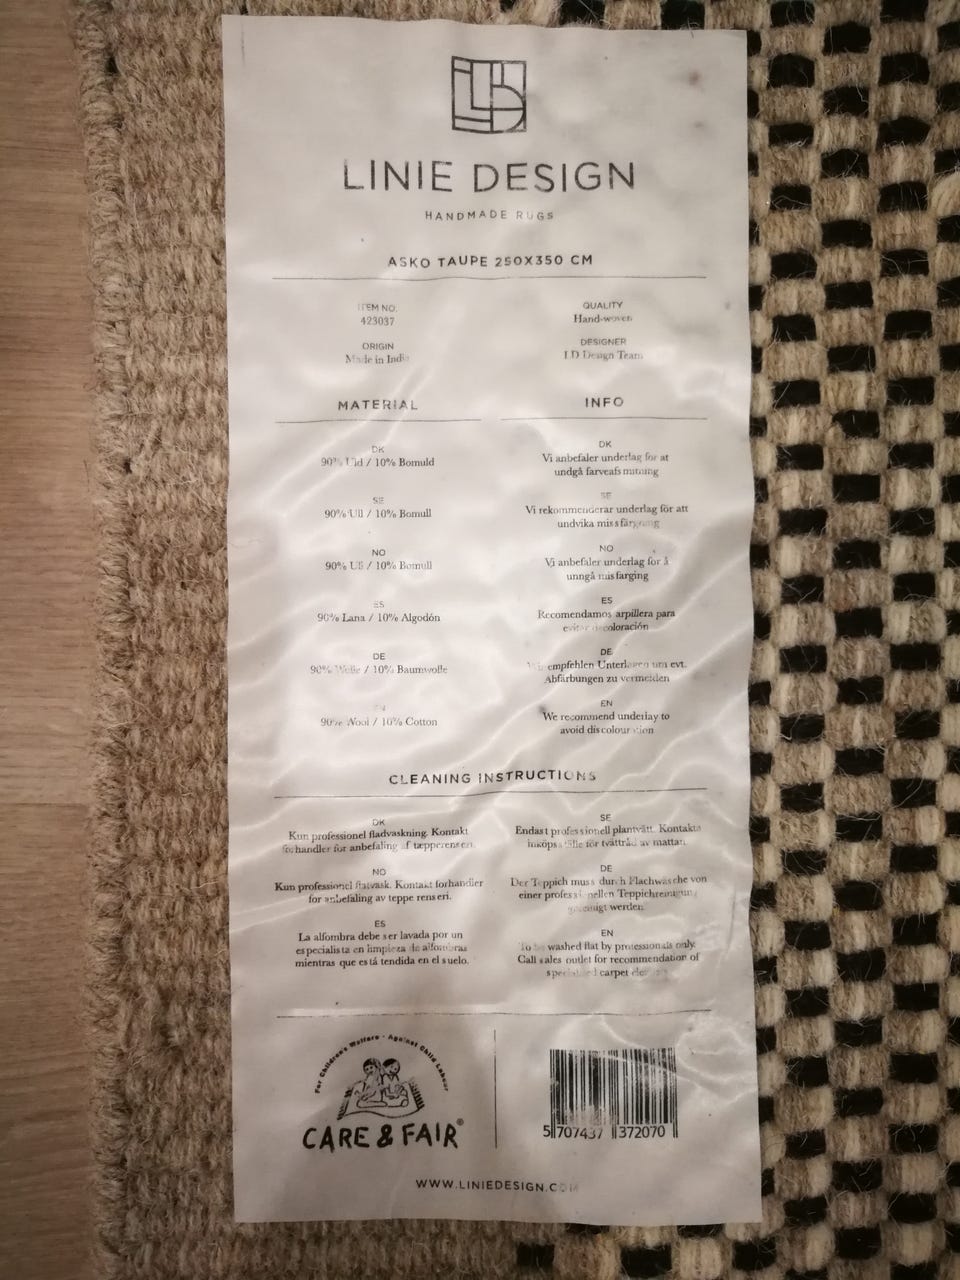 LINIE DESIGN
HANDMADE RUGS
ASKO TAUPE 250X350 CM
ITEM NO.
423037
QUALITY
Hand-woven
ORIGIN
Made in India
DESIGNER
LD Design Team
MATERIAL
DK
90% Uld / 10% Bomuld
SE
90% Ull / 10% Bomull
NO
90% Ull / 10% Bomull
ES
90% Lana / 10% Algodón
DE
90% Wolle / 10% Baumwolle
EN
90% Wool / 10% Cotton
INFO
DK
Vi anbefaler underlag for at
undgå farveafsmitning
SE
Vi rekommenderar underlag för att
undvika missfärgning
NO
Vi anbefaler underlag for å
unngå misfarging
ES
Recomendamos arpillera para
evitar decoloración
DE
Wir empfehlen Unterlagen um evt.
Abfärbungen zu vermeiden
EN
We recommend underlay to
avoid discolouration
CLEANING INSTRUCTIONS
DK
Kun professionel fladvaskning. Kontakt
forhandler for anbefaling af tæpperenseri.
NO
Kun professionel flatvask. Kontakt forhandler
for anbefaling av tepperenseri.
ES
La alfombra debe ser lavada por un
especialista en limpieza de alfombras
mientras que está tendida en el suelo.
SE
Endast professionell plantvätt. Kontakta
inköpsställe för tvättråd av mattan.
DE
Der Teppich muss durch Flachwäsche von
einer professionellen Teppichreinigung
gereinigt werden.
EN
To be washed flat by professionals only.
Call sales outlet for recommendation of
specialised carpet
For Children's Welfare - Against Child Labour
CARE & FAIR®
5 707437 372070
WWW.LINIEDESIGN.COM